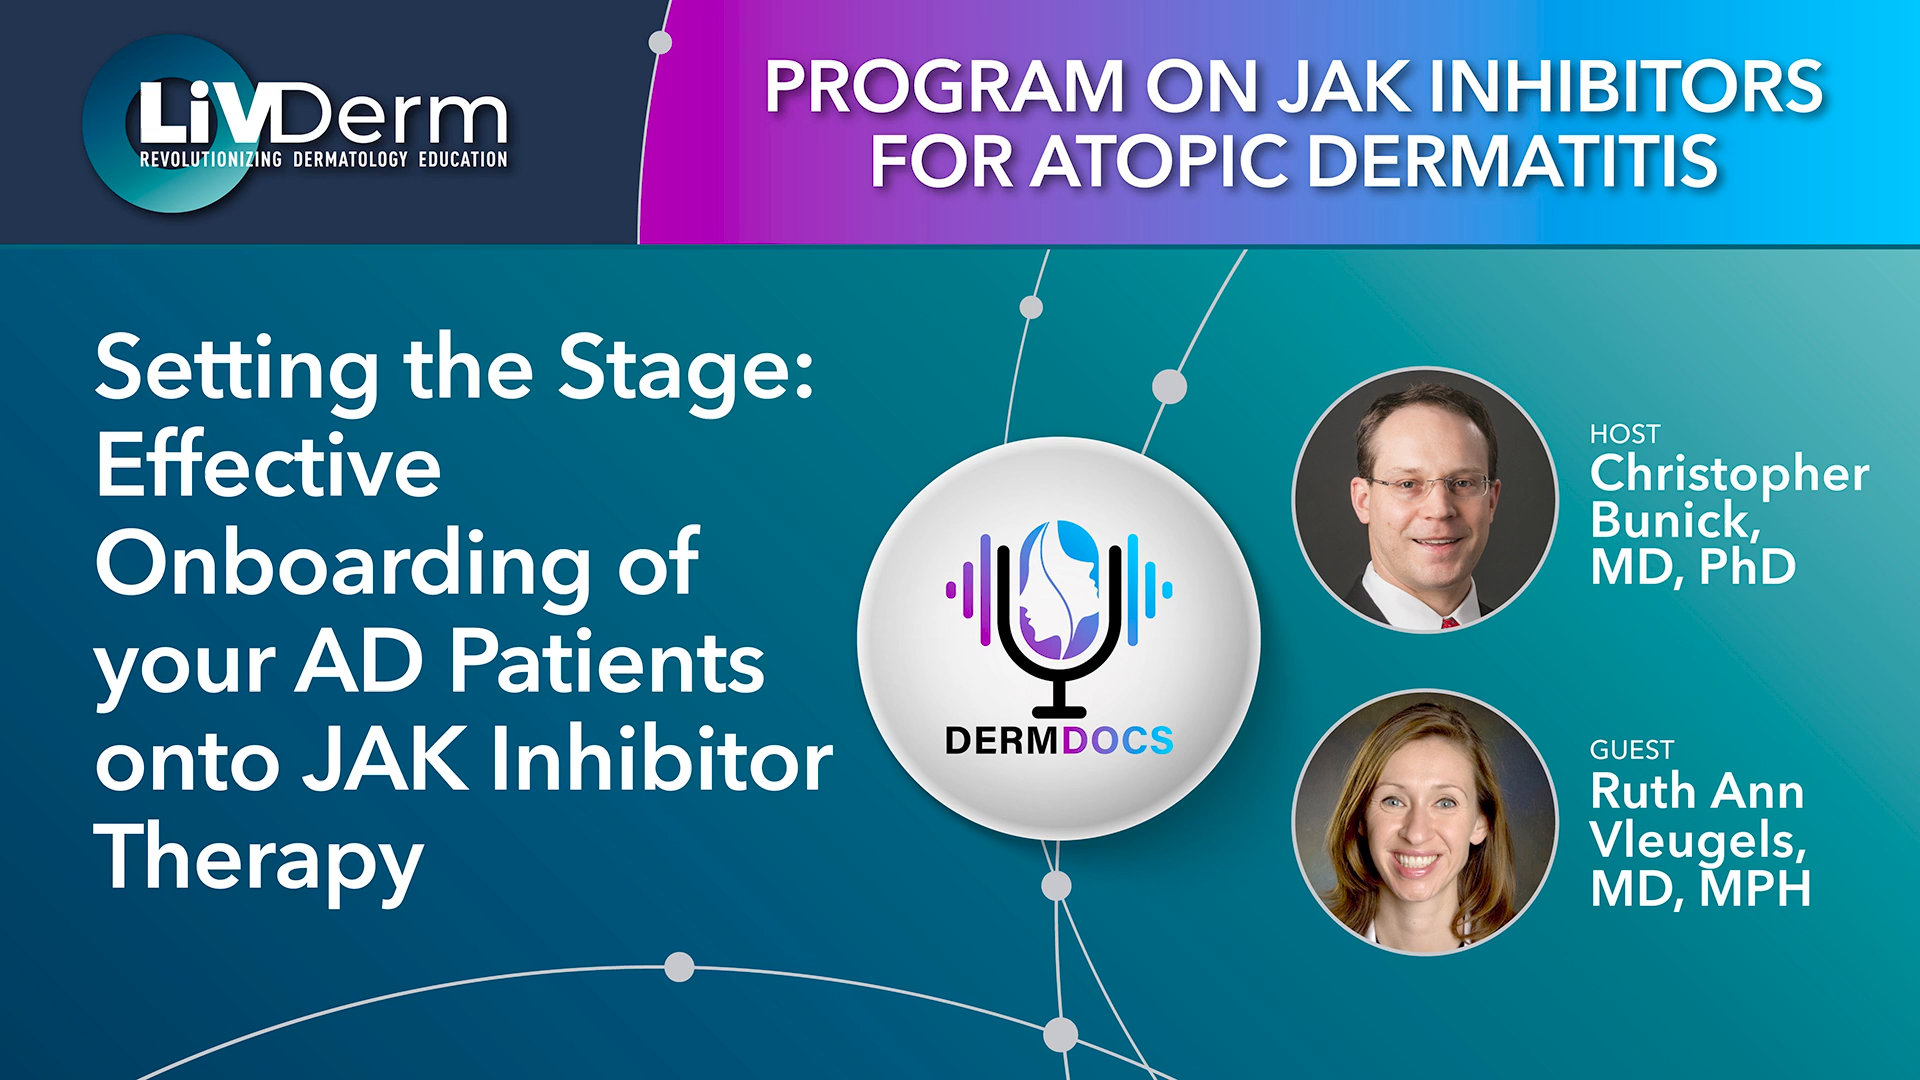 LiVDerm
REVOLUTIONIZING DERMATOLOGY EDUCATION
PROGRAM ON JAK INHIBITORS
FOR ATOPIC DERMATITIS
Setting the Stage:
Effective
Onboarding of
your AD Patients
onto JAK Inhibitor
Therapy
DERMDOCS
HOST
Christopher
Bunick,
MD, PhD
GUEST
Ruth Ann
Vleugels,
MD, MPH